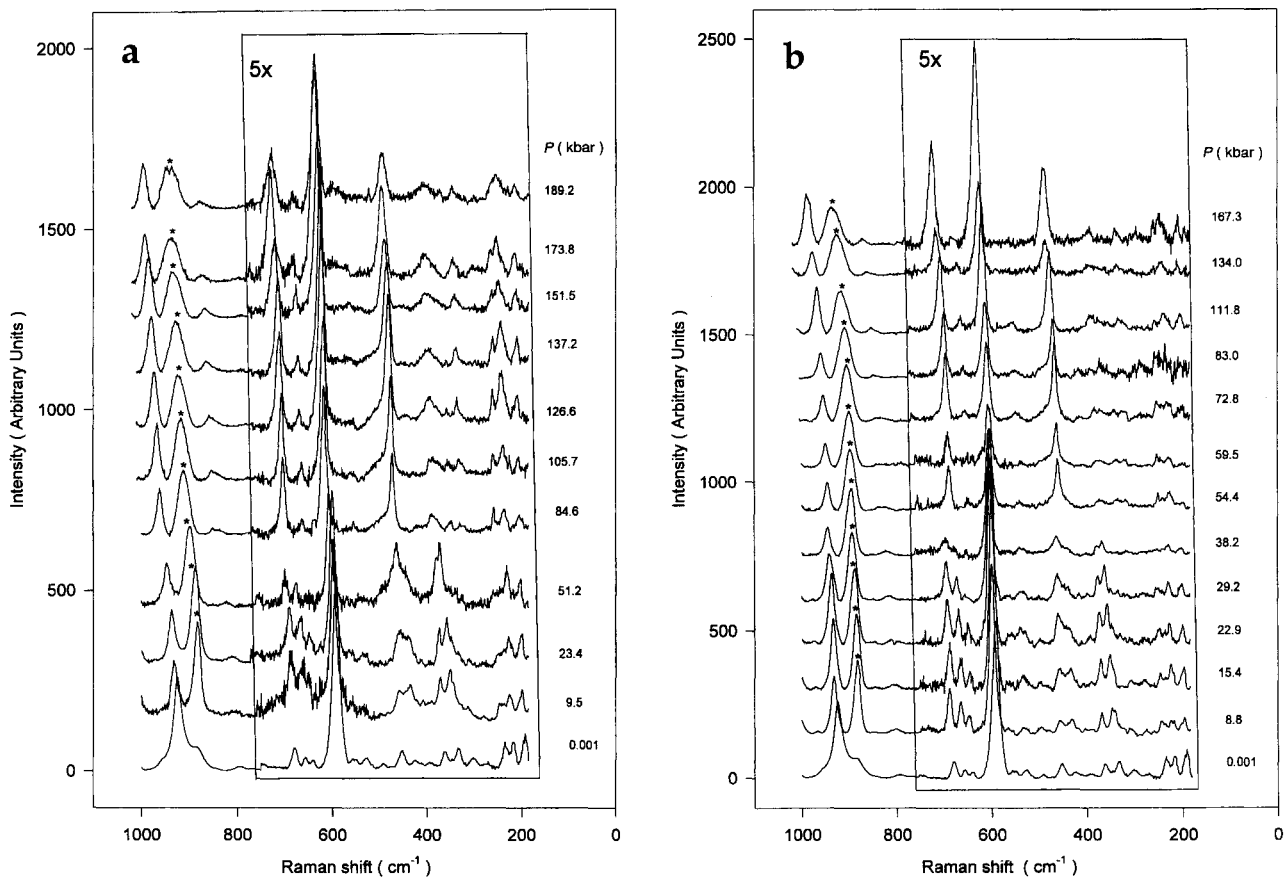 a
5x
P ( kbar )
189.2
173.8
151.5
137.2
126.6
105.7
84.6
51.2
23.4
9.5
0.001
2000
1500
1000
500
0
Intensity ( Arbitrary Units )
1000 800 600 400 200 0
Raman shift ( cm-1 )
b
5x
P ( kbar )
167.3
134.0
111.8
83.0
72.8
59.5
54.4
38.2
29.2
22.9
15.4
8.8
0.001
2500
2000
1500
1000
500
0
Intensity ( Arbitrary Units )
1000 800 600 400 200 0
Raman shift ( cm-1 )